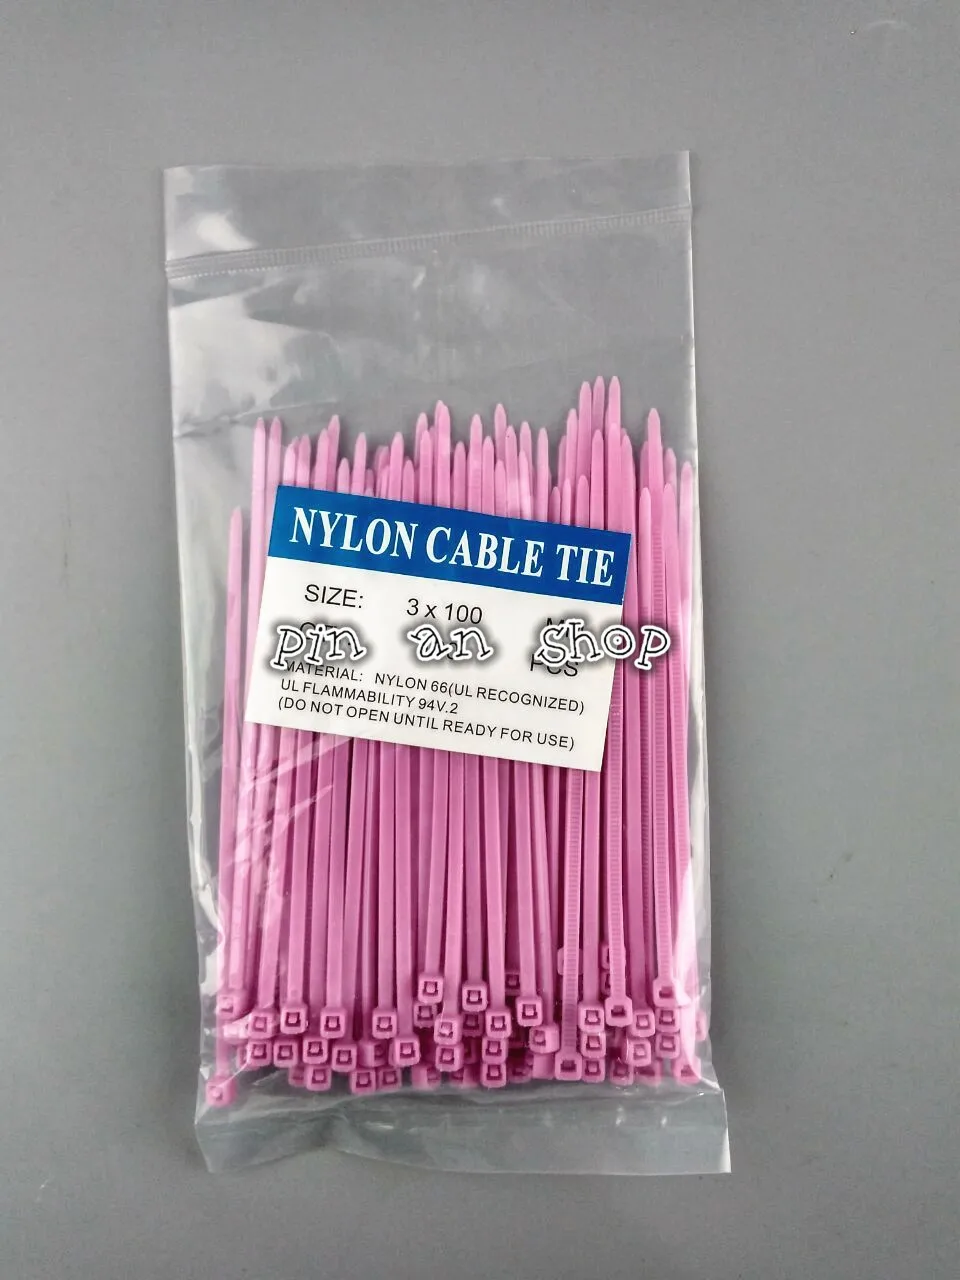 NYLON CABLE TIE
SIZE: 3 x 100
pin an shop
PCS
MATERIAL: NYLON 66(UL RECOGNIZED)
UL FLAMMABILITY 94V.2
(DO NOT OPEN UNTIL READY FOR USE)